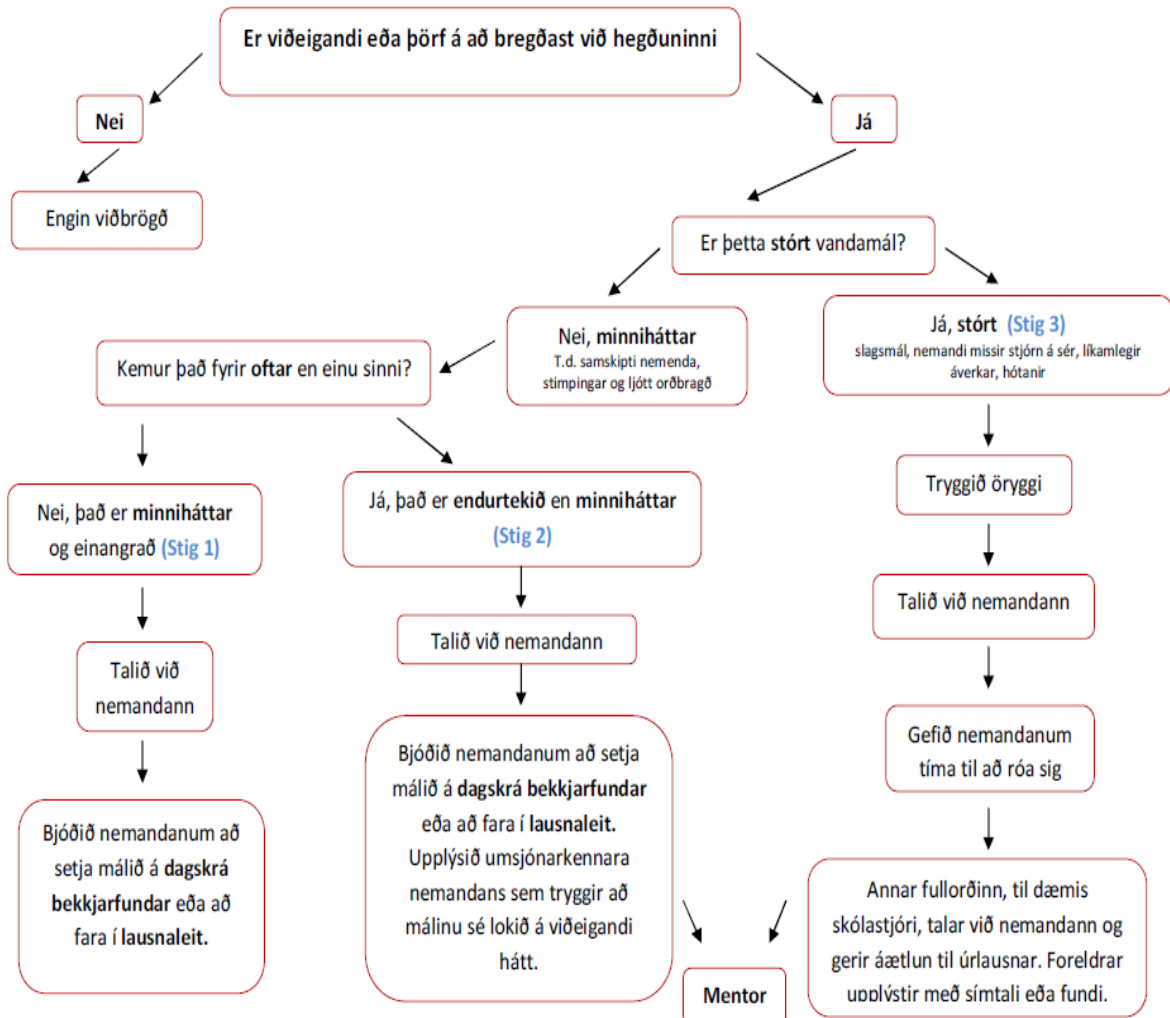 Er viðeigandi eða þörf á að bregðast við hegðuninni
Nei
Já
Engin viðbrögð
Er þetta stórt vandamál?
Nei, minniháttar
T.d. samskipti nemenda,
stimpingar og ljótt orðbragð
Já, stórt (Stig 3)
slagsmál, nemandi missir stjórn á sér, líkamlegir
áverkar, hótanir
Kemur það fyrir oftar en einu sinni?
Nei, það er minniháttar
og einangrað (Stig 1)
Talið við
nemandann
Bjóðið nemandanum að
setja málið á dagskrá
bekkjarfundar eða að
fara í lausnaleit.
Já, það er endurtekið en minniháttar
(Stig 2)
Talið við nemandann
Bjóðið nemandanum að setja
málið á dagskrá bekkjarfundar
eða að fara í lausnaleit.
Upplýsið umsjónarkennara
nemandans sem tryggir að
málinu sé lokið á viðeigandi
hátt.
Tryggið öryggi
Talið við nemandann
Gefið nemandanum
tíma til að róa sig
Annar fullorðinn, til dæmis
skólastjóri, talar við nemandann og
gerir áætlun til úrlausnar. Foreldrar
upplýstir með símtali eða fundi.
Mentor